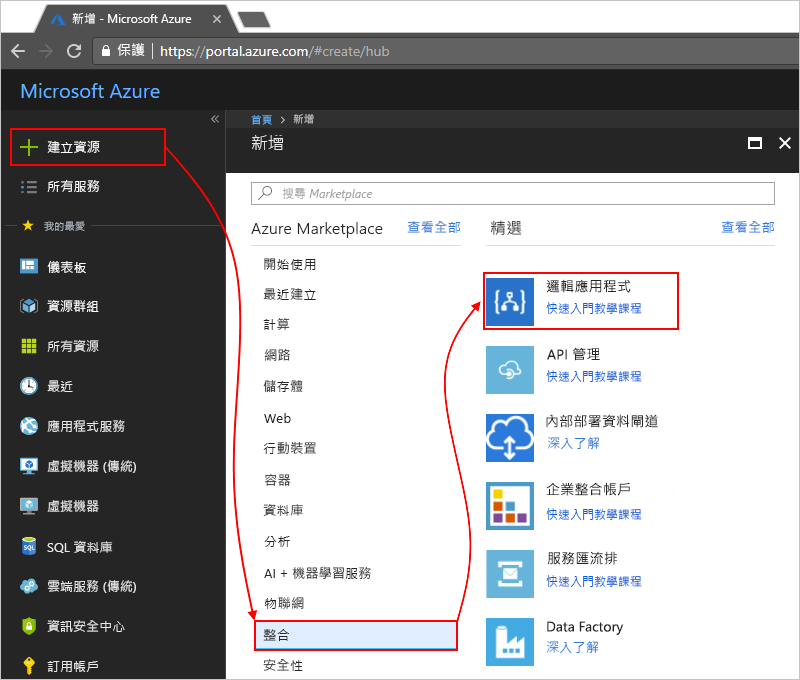 新增 - Microsoft Azure
保護 https://portal.azure.com/#create/hub
Microsoft Azure
建立資源
所有服務
我的最愛
儀表板
資源群組
所有資源
最近
應用程式服務
虛擬機器 (傳統)
虛擬機器
SQL 資料庫
雲端服務 (傳統)
資訊安全中心
訂用帳戶
首頁 > 新增
新增
搜尋 Marketplace
Azure Marketplace 查看全部
開始使用
最近建立
計算
網路
儲存體
Web
行動裝置
容器
資料庫
分析
AI + 機器學習服務
物聯網
整合
安全性
精選 查看全部
邏輯應用程式
快速入門教學課程
API 管理
快速入門教學課程
內部部署資料閘道
深入了解
企業整合帳戶
快速入門教學課程
服務匯流排
快速入門教學課程
Data Factory
深入了解